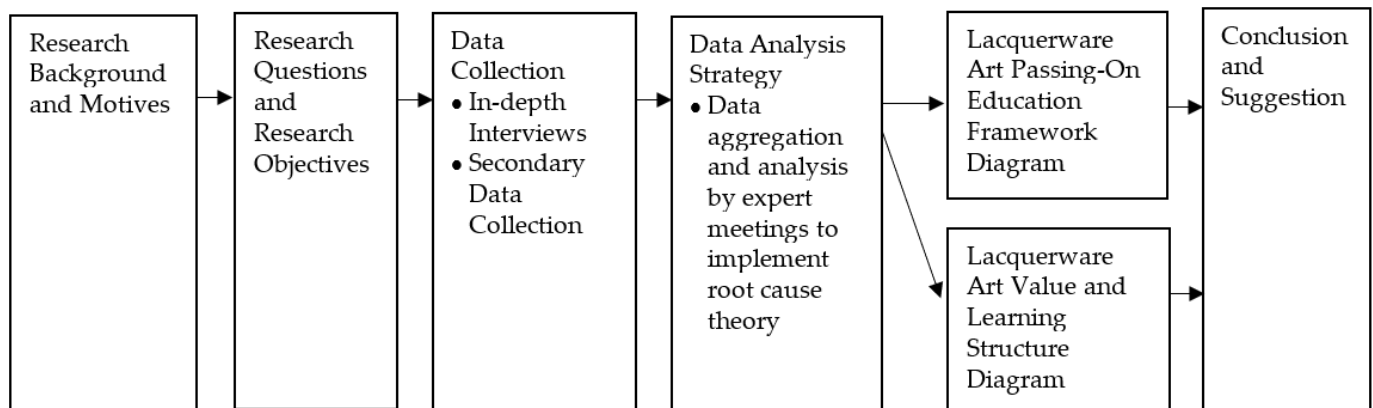 Research
Background
and Motives
Research
Questions
and
Research
Objectives
Data
Collection
● In-depth
Interviews
● Secondary
Data
Collection
Data Analysis
Strategy
● Data
aggregation
and analysis
by expert
meetings to
implement
root cause
theory
Lacquerware
Art Passing-On
Education
Framework
Diagram
Lacquerware
Art Value and
Learning
Structure
Diagram
Conclusion
and
Suggestion